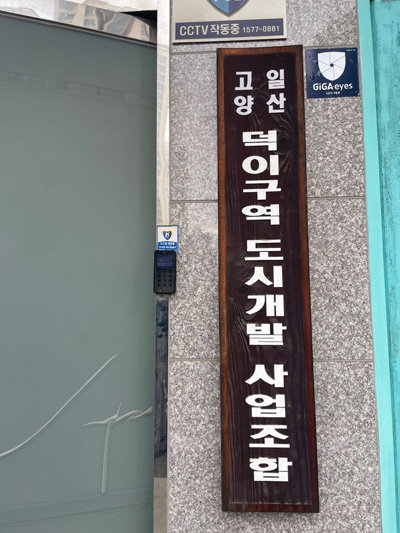 CCTV 작동중 1577-0881
GiGA eyes
고양 일산
덕이구역 도시개발 사업조합